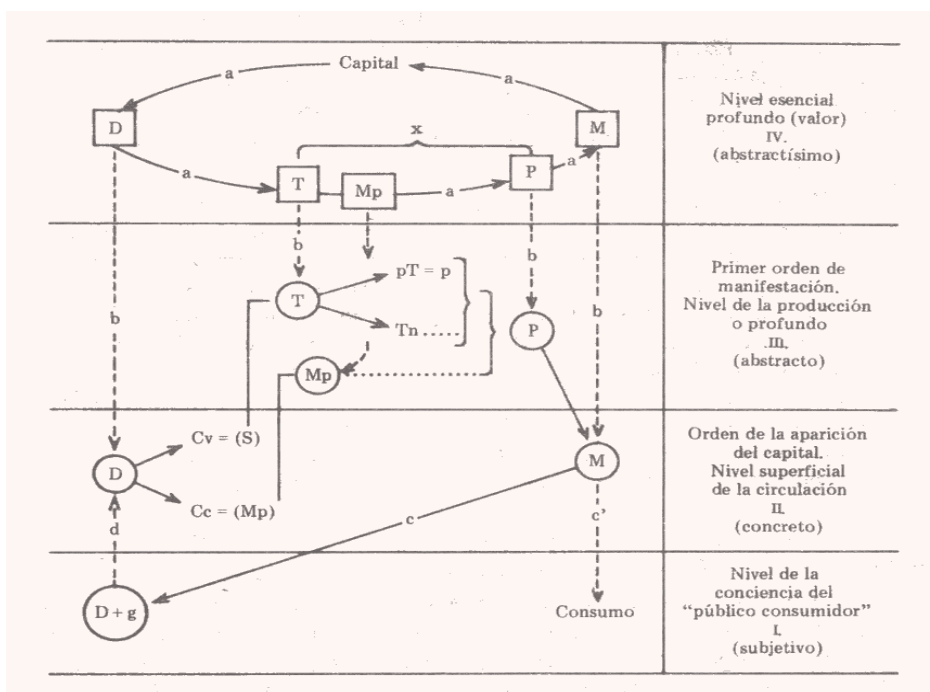 Capital
a
a
D
x
M
Nivel esencial
profundo (valor)
IV.
(abstractísimo)
a
T
Mp
a
P
a
b
b
b
b
T
pT = p
Tn .....
Mp
P
Primer orden de
manifestación.
Nivel de la producción
o profundo
III.
(abstracto)
D
Cv = (S)
Cc = (Mp)
M
Orden de la aparición
del capital.
Nivel superficial
de la circulación
II.
(concreto)
d
c
c'
D + g
Consumo
Nivel de la
conciencia del
"público consumidor"
I.
(subjetivo)